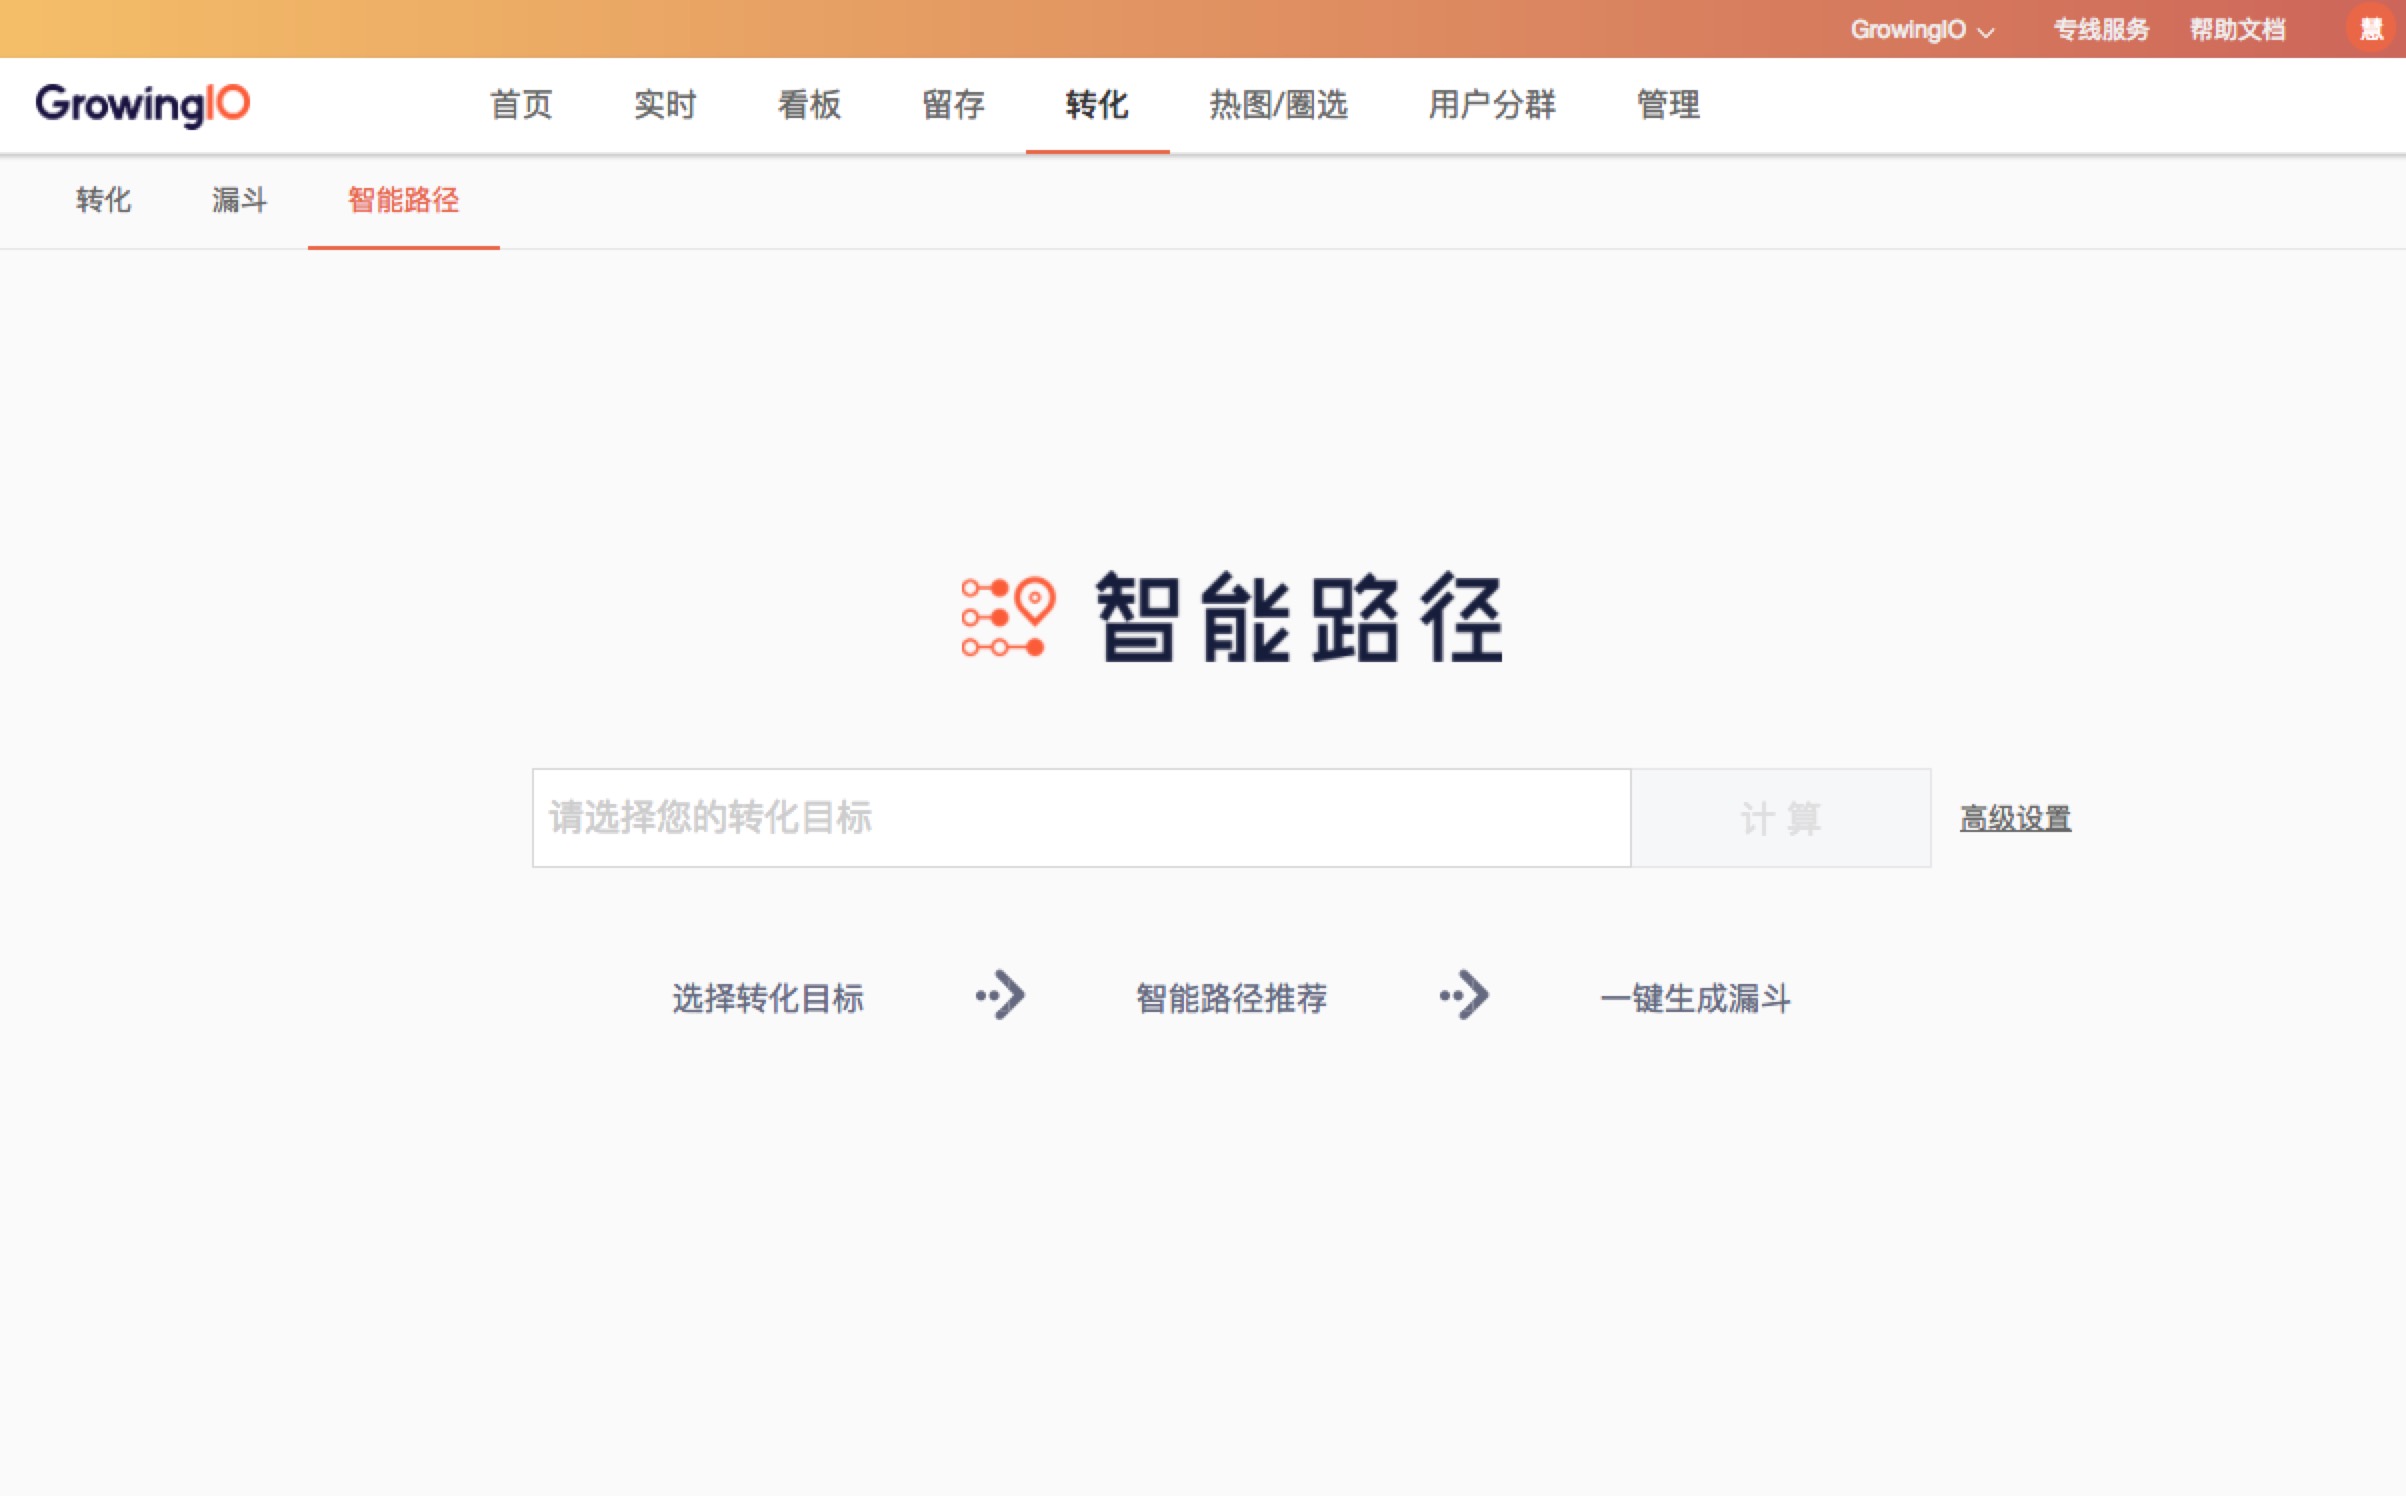 GrowingIO 专线服务 帮助文档 慧
GrowingIO 首页 实时 看板 留存 转化 热图/圈选 用户分群 管理
转化 漏斗 智能路径
智能路径
请选择您的转化目标 计算 高级设置
选择转化目标 智能路径推荐 一键生成漏斗